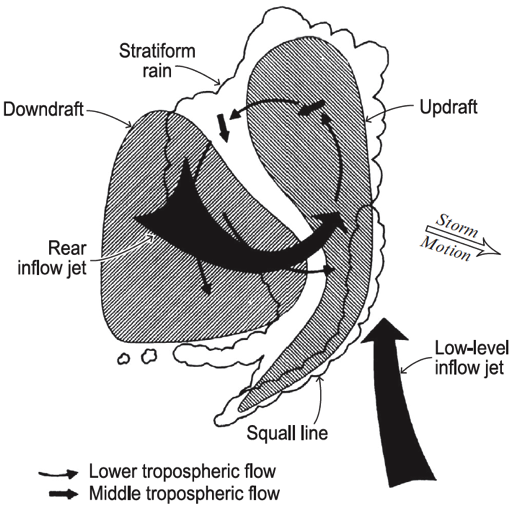 Stratiform
rain
Downdraft
Updraft
Storm
Motion
Rear
inflow jet
Low-level
inflow jet
Squall line
Lower tropospheric flow
Middle tropospheric flow